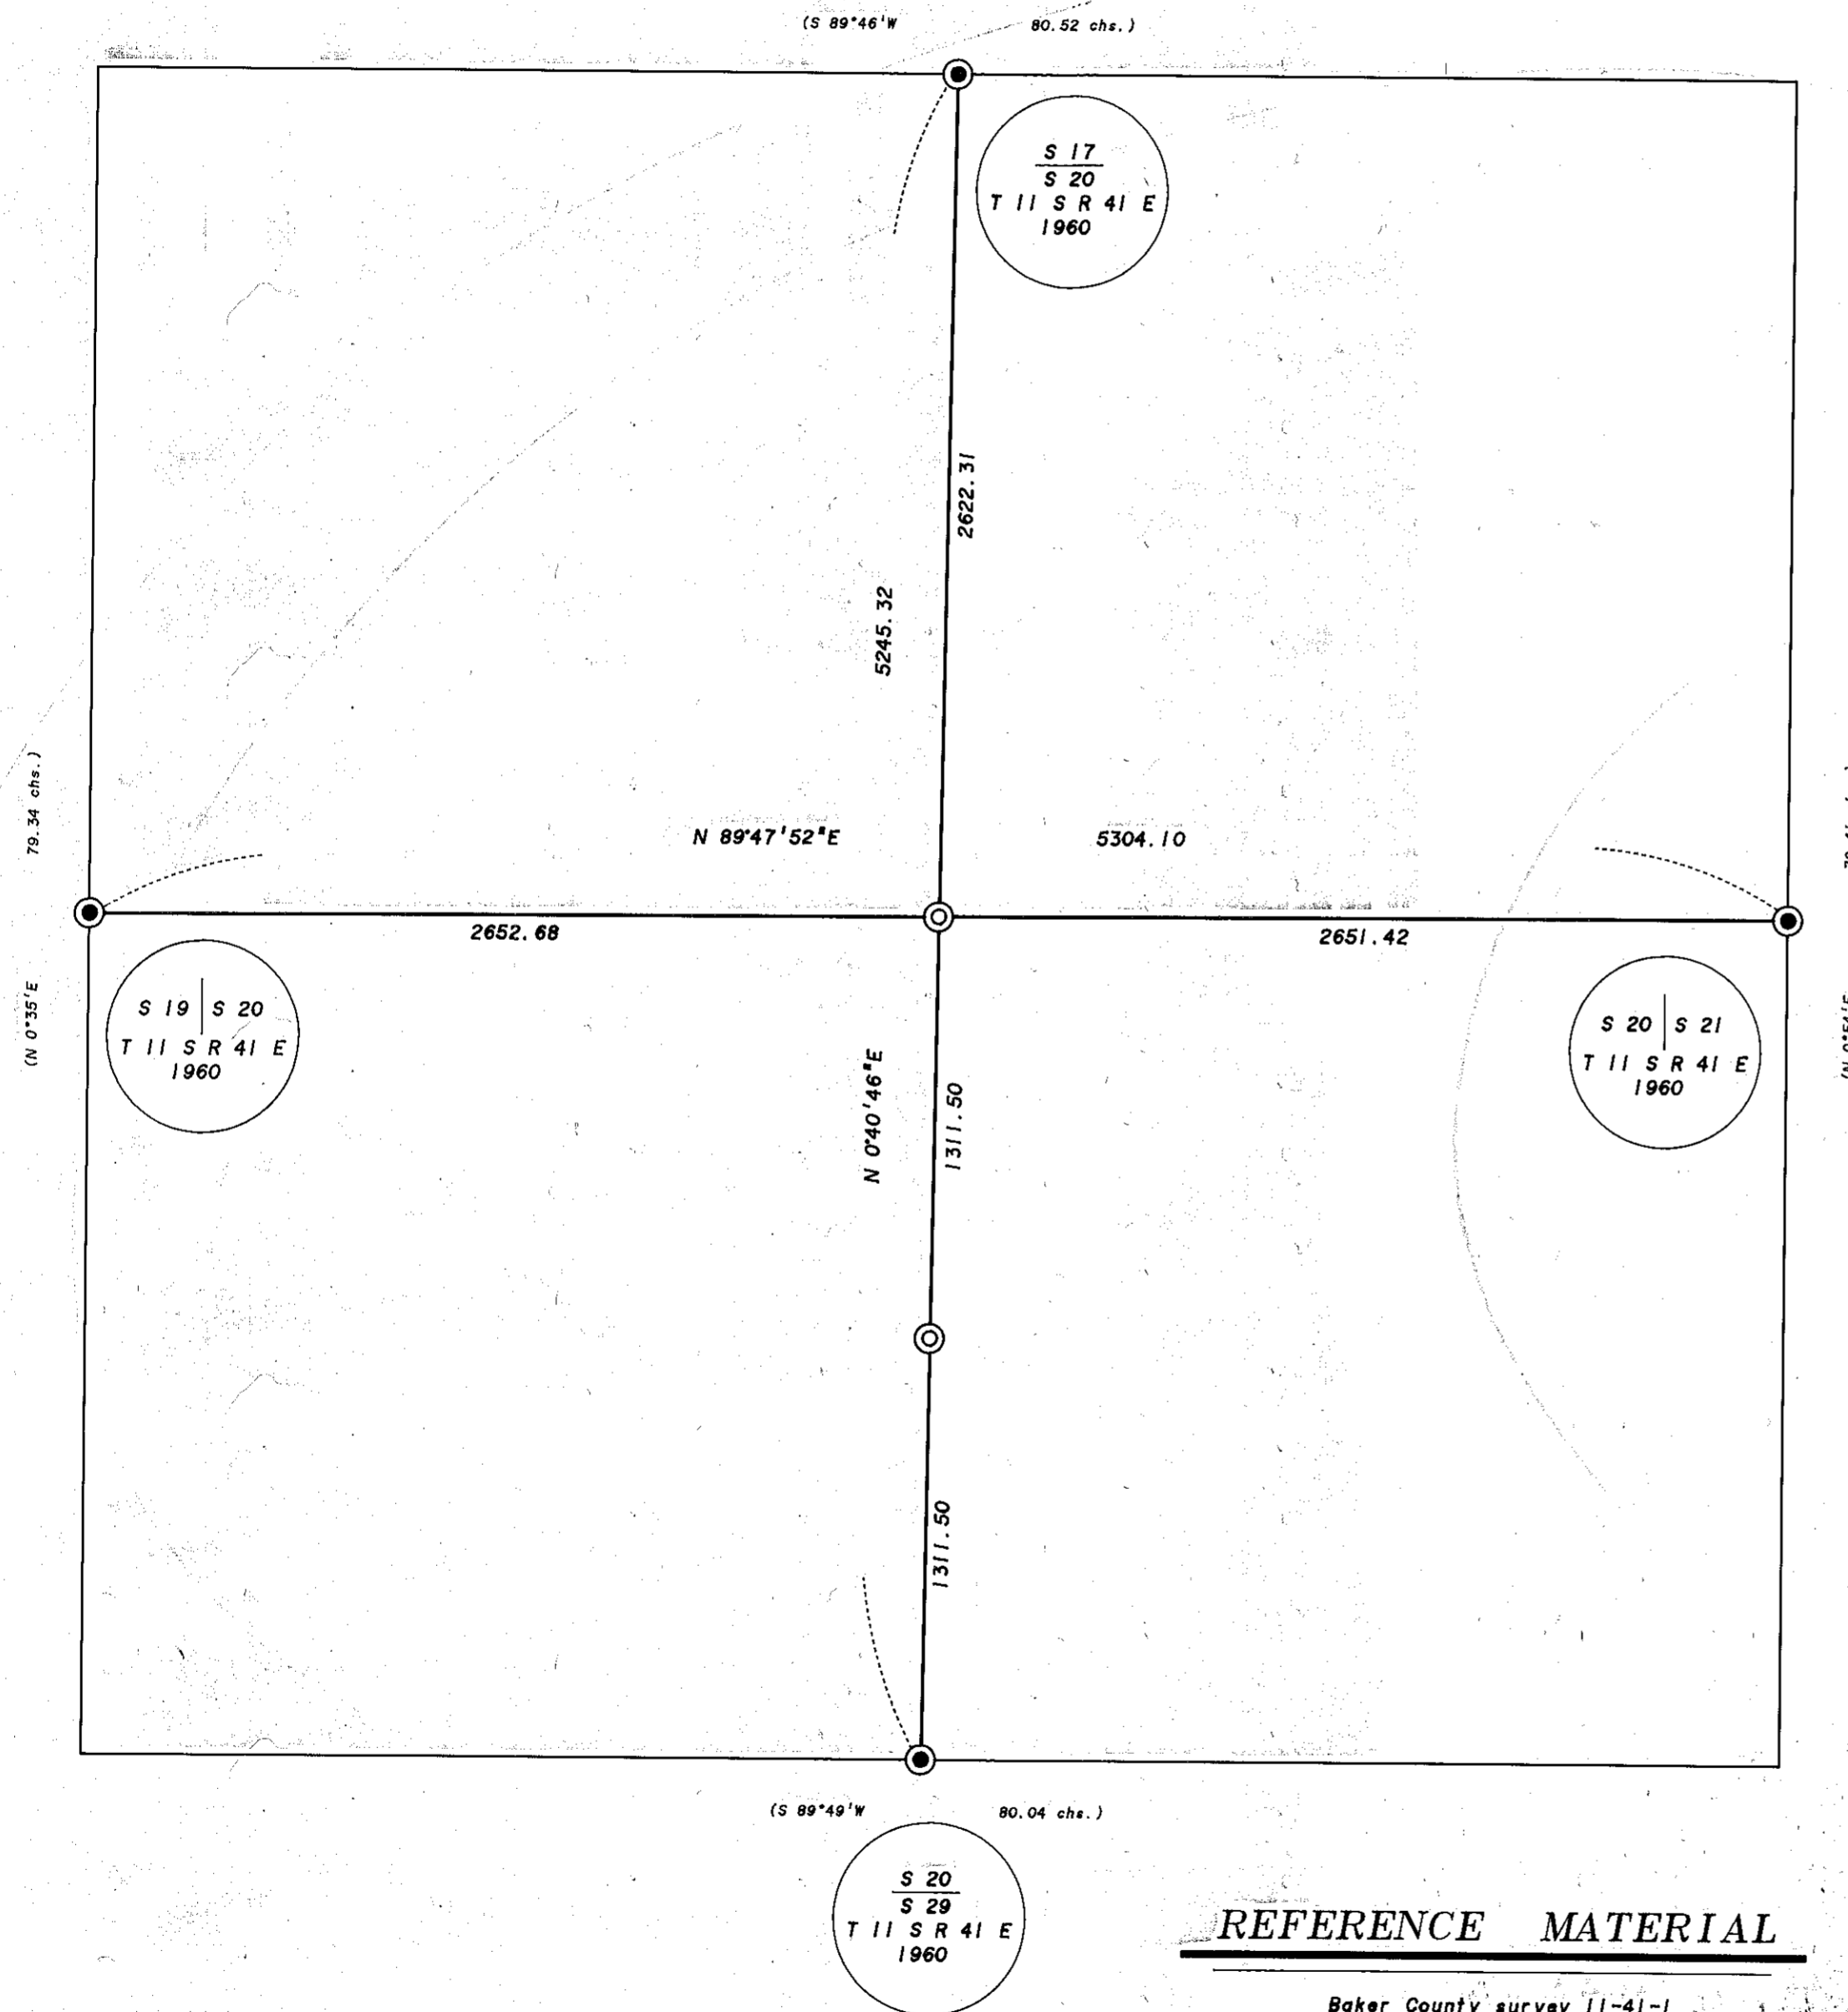 (S 89°46'W 80.52 chs.)
S 17
S 20
T 11 S R 41 E
1960
2622.31
5245.32
79.34 chs.)
(N 0°35'E
N 89°47'52"E 5304.10
2652.68 2651.42
S 19 | S 20
T 11 S R 41 E
1960
S 20 | S 21
T 11 S R 41 E
1960
N 0°40'46"E
1311.50
1311.50
(S 89°49'W 80.04 chs.)
S 20
S 29
T 11 S R 41 E
1960
REFERENCE MATERIAL
Baker County survey 11-41-1